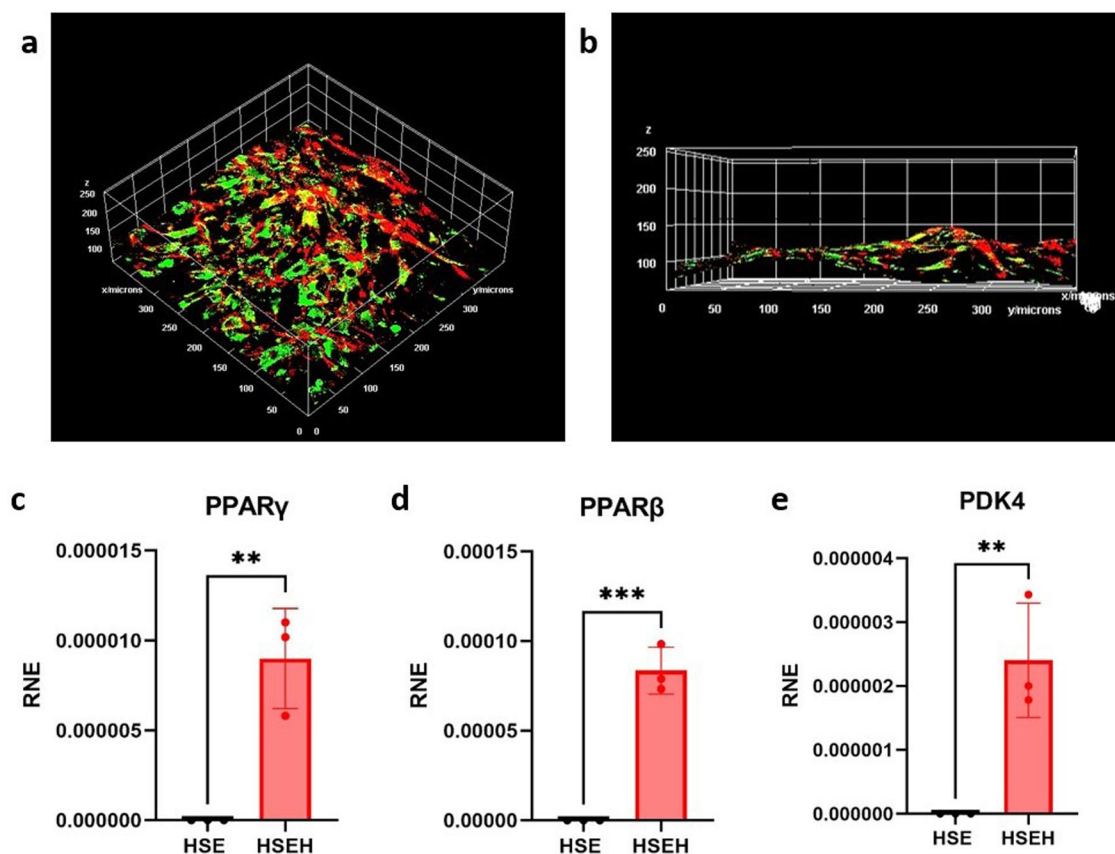 a
b
z
250
200
150
100
x/microns
300
250
200
150
100
50
0
0
50
100
150
200
250
300
y/microns
z
250
200
150
100
0
50
100
150
200
250
300
y/microns
x/microns
c
PPARγ
RNE
0.000015
0.000010
0.000005
0.000000
**
HSE
HSEH
d
PPARβ
RNE
0.00015
0.00010
0.00005
0.00000
***
HSE
HSEH
e
PDK4
RNE
0.000004
0.000003
0.000002
0.000001
0.000000
**
HSE
HSEH